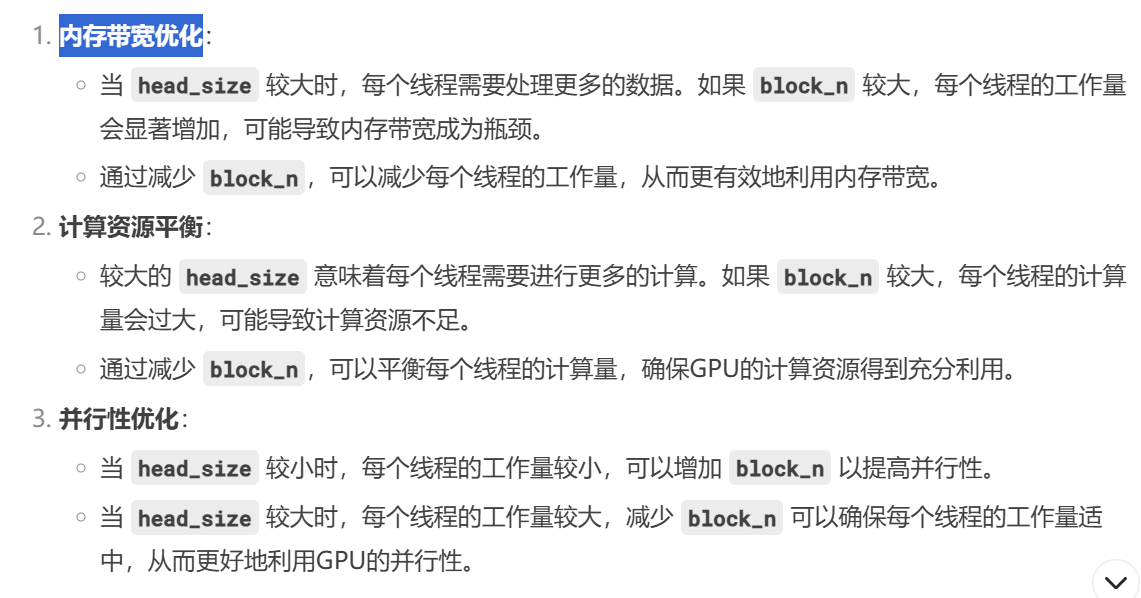 1. 内存带宽优化：
○ 当 head_size 较大时，每个线程需要处理更多的数据。如果 block_n 较大，每个线程的工作量
会显著增加，可能导致内存带宽成为瓶颈。
○ 通过减少 block_n，可以减少每个线程的工作量，从而更有效地利用内存带宽。
2. 计算资源平衡：
○ 较大的 head_size 意味着每个线程需要进行更多的计算。如果 block_n 较大，每个线程的计算
量会过大，可能导致计算资源不足。
○ 通过减少 block_n，可以平衡每个线程的计算量，确保GPU的计算资源得到充分利用。
3. 并行性优化：
○ 当 head_size 较小时，每个线程的工作量较小，可以增加 block_n 以提高并行性。
○ 当 head_size 较大时，每个线程的工作量较大，减少 block_n 可以确保每个线程的工作量适
中，从而更好地利用GPU的并行性。